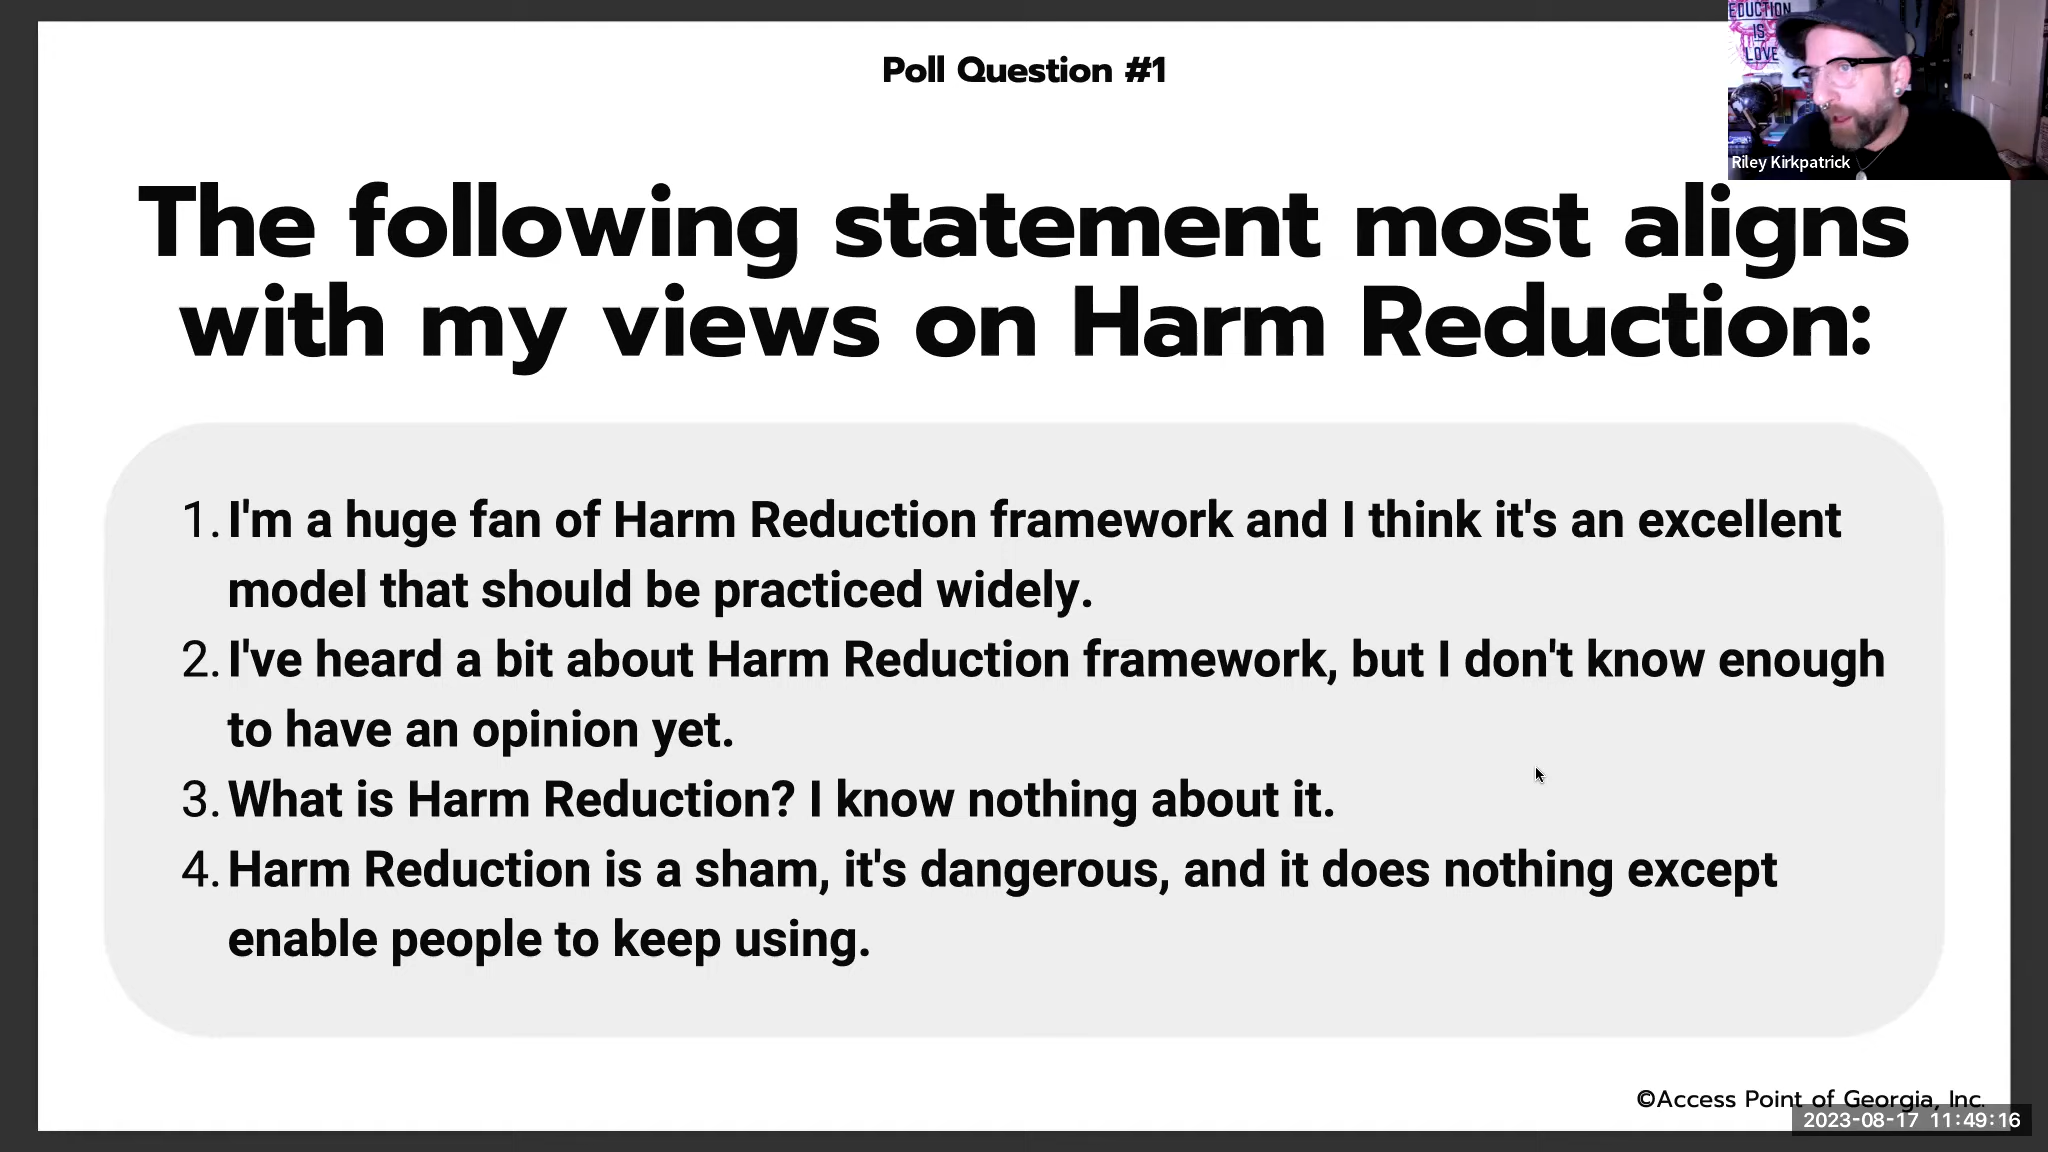 Poll Question #1
EDUCTION
IS
LOVE
Riley Kirkpatrick
The following statement most aligns
with my views on Harm Reduction:
1. I'm a huge fan of Harm Reduction framework and I think it's an excellent
model that should be practiced widely.
2. I've heard a bit about Harm Reduction framework, but I don't know enough
to have an opinion yet.
3. What is Harm Reduction? I know nothing about it.
4. Harm Reduction is a sham, it's dangerous, and it does nothing except
enable people to keep using.
©Access Point of Georgia, Inc.
2023-08-17 11:49:16